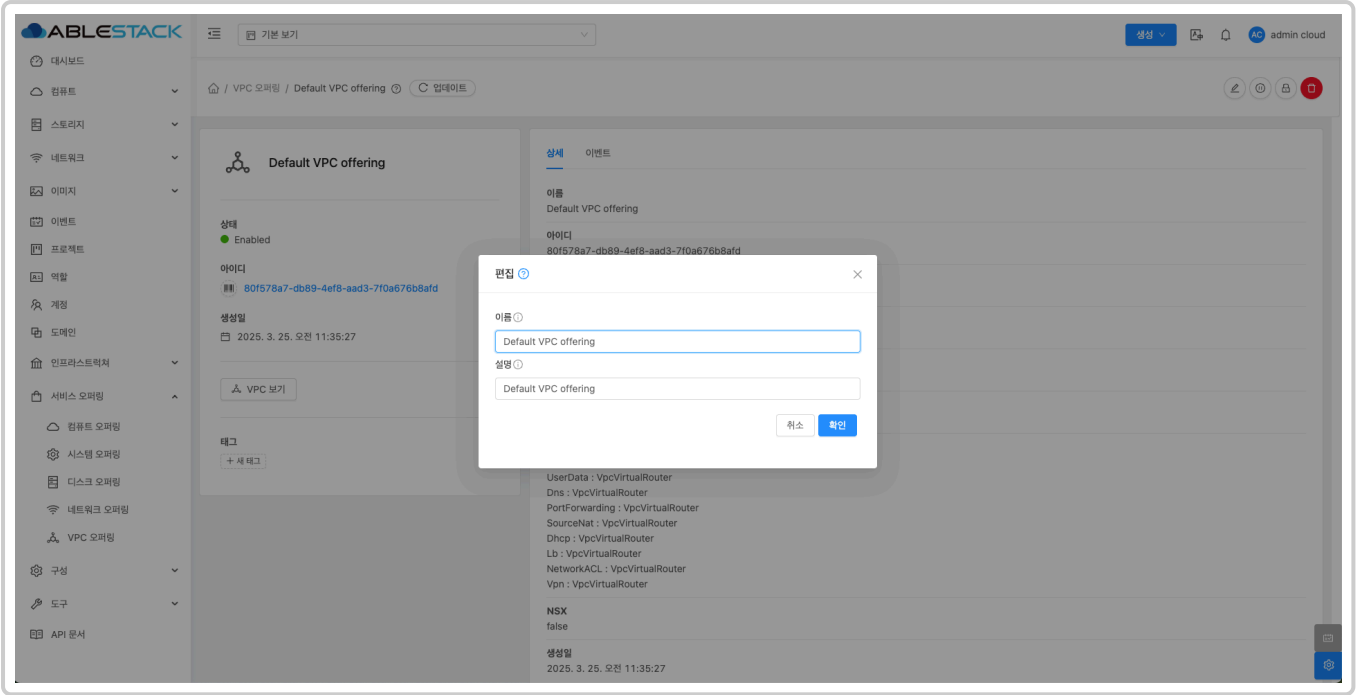 ABLESTACK
기본 보기
생성
AC
admin cloud
대시보드
컴퓨트
스토리지
네트워크
이미지
이벤트
프로젝트
역할
계정
도메인
인프라스트럭쳐
서비스 오퍼링
컴퓨트 오퍼링
시스템 오퍼링
디스크 오퍼링
네트워크 오퍼링
VPC 오퍼링
구성
도구
API 문서
/ VPC 오퍼링 / Default VPC offering
업데이트
Default VPC offering
상태
Enabled
아이디
80f578a7-db89-4ef8-aad3-7f0a676b8afd
생성일
2025. 3. 25. 오전 11:35:27
VPC 보기
태그
+ 새 태그
상세
이벤트
이름
Default VPC offering
아이디
80f578a7-db89-4ef8-aad3-7f0a676b8afd
편집
이름
Default VPC offering
설명
Default VPC offering
취소
확인
UserData : VpcVirtualRouter
Dns : VpcVirtualRouter
PortForwarding : VpcVirtualRouter
SourceNat : VpcVirtualRouter
Dhcp : VpcVirtualRouter
Lb : VpcVirtualRouter
NetworkACL : VpcVirtualRouter
Vpn : VpcVirtualRouter
NSX
false
생성일
2025. 3. 25. 오전 11:35:27